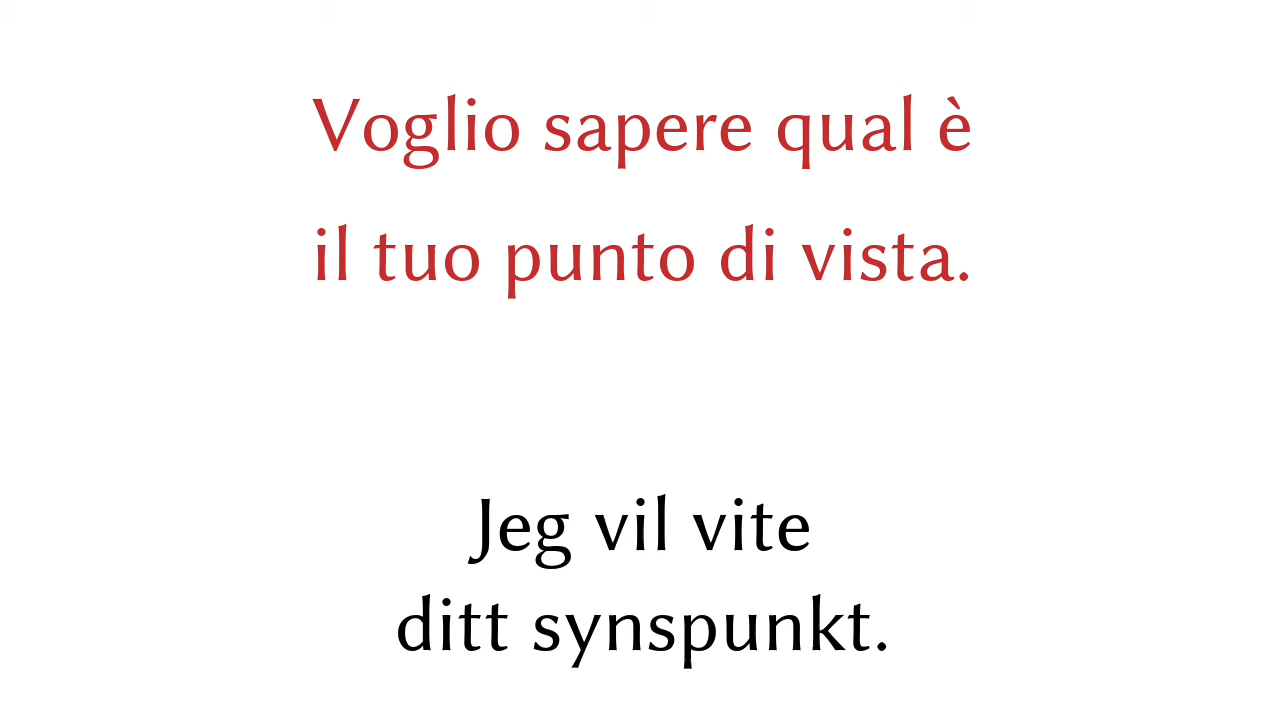 Voglio sapere qual è
il tuo punto di vista.
Jeg vil vite
ditt synspunkt.